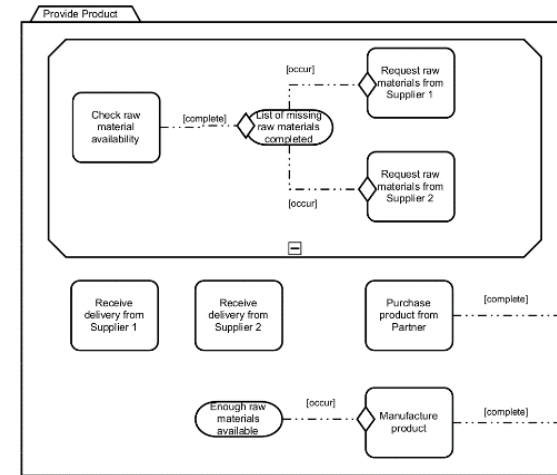 Provide Product
[occur]
Request raw
materials from
Supplier 1
Check raw
material
availability
[complete]
List of missing
raw materials
completed
Request raw
materials from
Supplier 2
[occur]
Receive
delivery from
Supplier 1
Receive
delivery from
Supplier 2
Purchase
product from
Partner
[complete]
Enough raw
materials
available
[occur]
Manufacture
product
[complete]